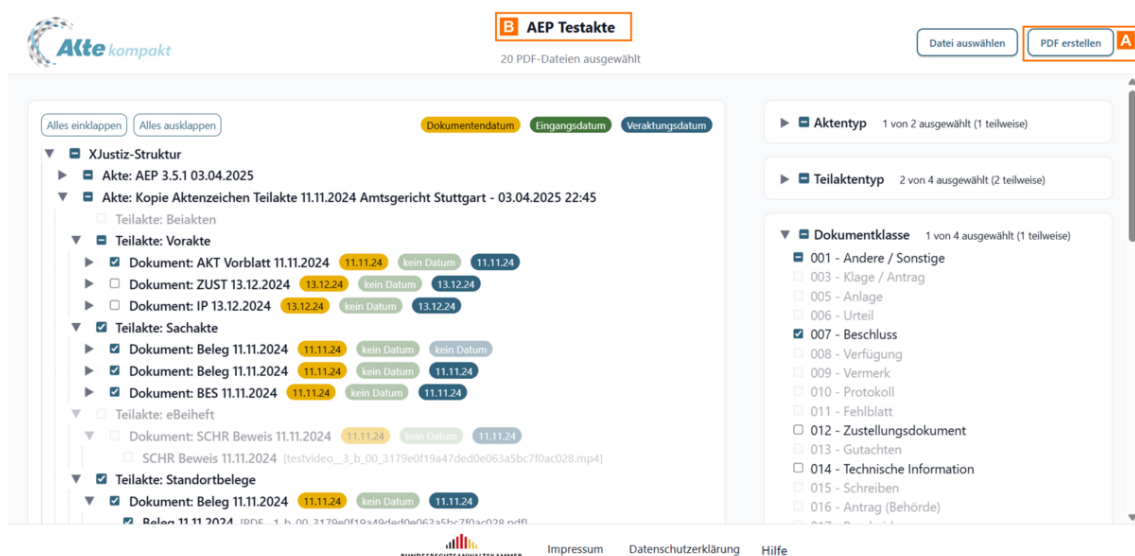 Akte kompakt
B AEP Testakte
20 PDF-Dateien ausgewählt
Datei auswählen
PDF erstellen A
Alles einklappen Alles ausklappen
Dokumentendatum Eingangsdatum Veraktungsdatum
XJustiz-Struktur
Akte: AEP 3.5.1 03.04.2025
Akte: Kopie Aktenzeichen Teilakte 11.11.2024 Amtsgericht Stuttgart - 03.04.2025 22:45
Teilakte: Beiakten
Teilakte: Vorakte
Dokument: AKT Vorblatt 11.11.2024 11.11.24 kein Datum 11.11.24
Dokument: ZUST 13.12.2024 13.12.24 kein Datum 13.12.24
Dokument: IP 13.12.2024 13.12.24 kein Datum 13.12.24
Teilakte: Sachakte
Dokument: Beleg 11.11.2024 11.11.24 kein Datum kein Datum
Dokument: Beleg 11.11.2024 11.11.24 kein Datum 11.11.24
Dokument: BES 11.11.2024 11.11.24 kein Datum 11.11.24
Teilakte: eBeiheft
Dokument: SCHR Beweis 11.11.2024 11.11.24 kein Datum 11.11.24
SCHR Beweis 11.11.2024 [testvideo__3_b_00_3179e0f19a47ded0e063a5bc7f0ac028.mp4]
Teilakte: Standortbelege
Dokument: Beleg 11.11.2024 11.11.24 kein Datum 11.11.24
Beleg 11.11.2024 [PDF__1_b_00_3179e0f19a49ded0e063a5bc7f0ac028.pdf]
Aktentyp 1 von 2 ausgewählt (1 teilweise)
Teilaktentyp 2 von 4 ausgewählt (2 teilweise)
Dokumentklasse 1 von 4 ausgewählt (1 teilweise)
001 - Andere / Sonstige
003 - Klage / Antrag
005 - Anlage
006 - Urteil
007 - Beschluss
008 - Verfügung
009 - Vermerk
010 - Protokoll
011 - Fehlblatt
012 - Zustellungsdokument
013 - Gutachten
014 - Technische Information
015 - Schreiben
016 - Antrag (Behörde)
BUNDESRECHTSANWALTSKAMMER
Impressum Datenschutzerklärung Hilfe